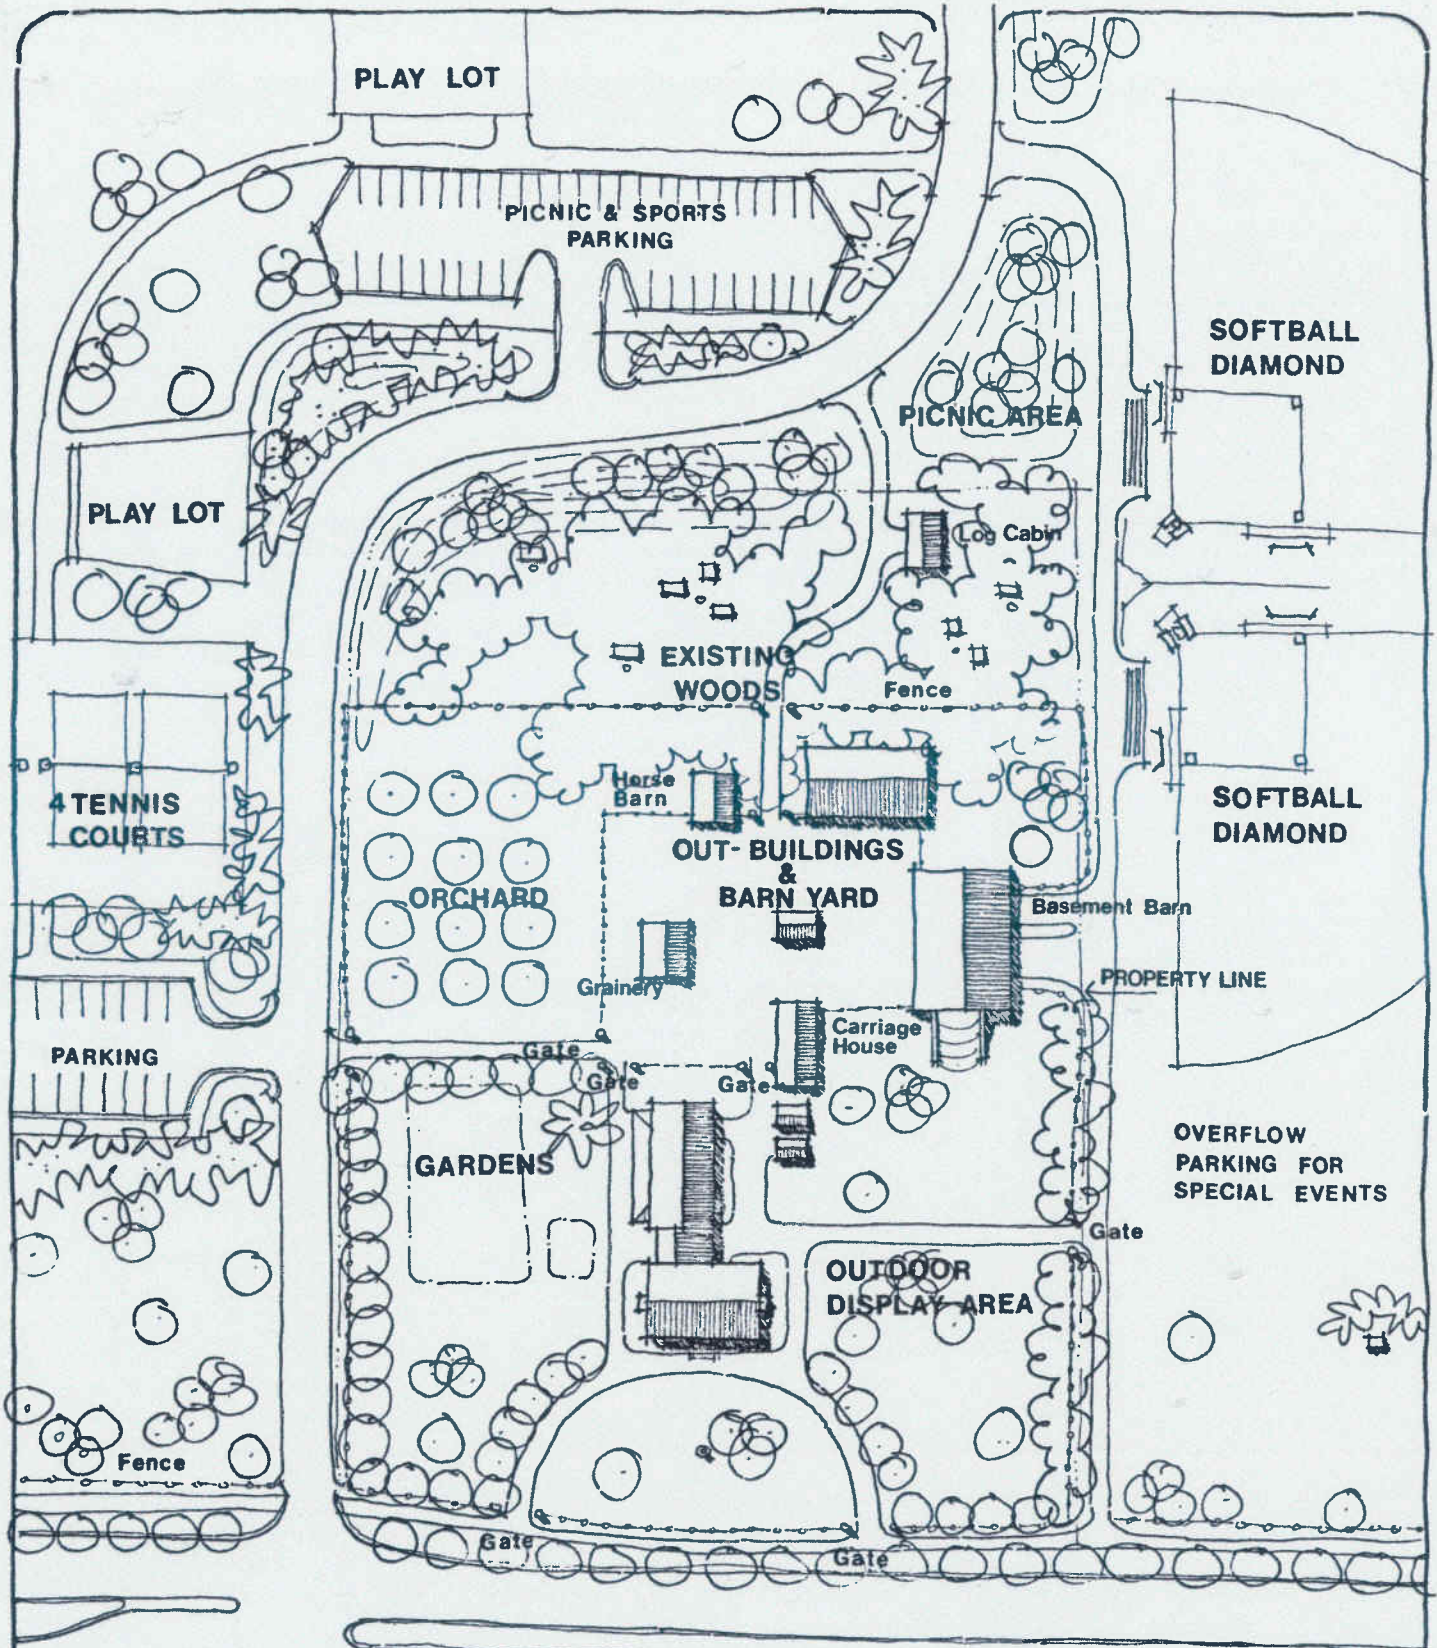 PLAY LOT
PICNIC & SPORTS
PARKING
SOFTBALL
DIAMOND
PICNIC AREA
PLAY LOT
Log Cabin
EXISTING
WOODS
Fence
Horse
Barn
4 TENNIS
COURTS
SOFTBALL
DIAMOND
OUT-BUILDINGS
&
BARN YARD
ORCHARD
Basement Barn
Grainery
PROPERTY LINE
Carriage
House
PARKING
Gate
Gate
Gate
GARDENS
OVERFLOW
PARKING FOR
SPECIAL EVENTS
Gate
OUTDOOR
DISPLAY AREA
Fence
Gate
Gate